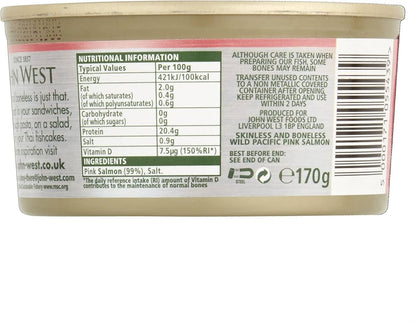 SINCE 1857
N WEST
boneless is just that.
on your sandwiches,
pasta, on a salad,
Thai fishcakes.
inspiration visit
john-west.co.uk
NUTRITIONAL INFORMATION
Typical Values Per 100g
Energy 421kJ/100kcal
Fat 2.0g
(of which saturates) 0.4g
(of which polyunsaturates) 0.6g
Carbohydrate 0g
(of which sugars) 0g
Protein 20.4g
Salt 0.9g
Vitamin D 7.5µg (150%RI*)
INGREDIENTS
Pink Salmon (99%), Salt.
*The daily reference intake (RI) amount of Vitamin D
contributes to the maintenance of normal bones
ALTHOUGH CARE IS TAKEN WHEN
PREPARING OUR FISH, SOME
BONES MAY REMAIN
TRANSFER UNUSED CONTENTS
TO A NON METALLIC COVERED
CONTAINER AFTER OPENING,
KEEP REFRIGERATED AND USE
WITHIN 2 DAYS
PRODUCED FOR
JOHN WEST FOODS LTD
LIVERPOOL L3 1BP ENGLAND
SKINLESS AND BONELESS
WILD PACIFIC PINK SALMON
BEST BEFORE END:
SEE END OF CAN
STEEL
℮170g